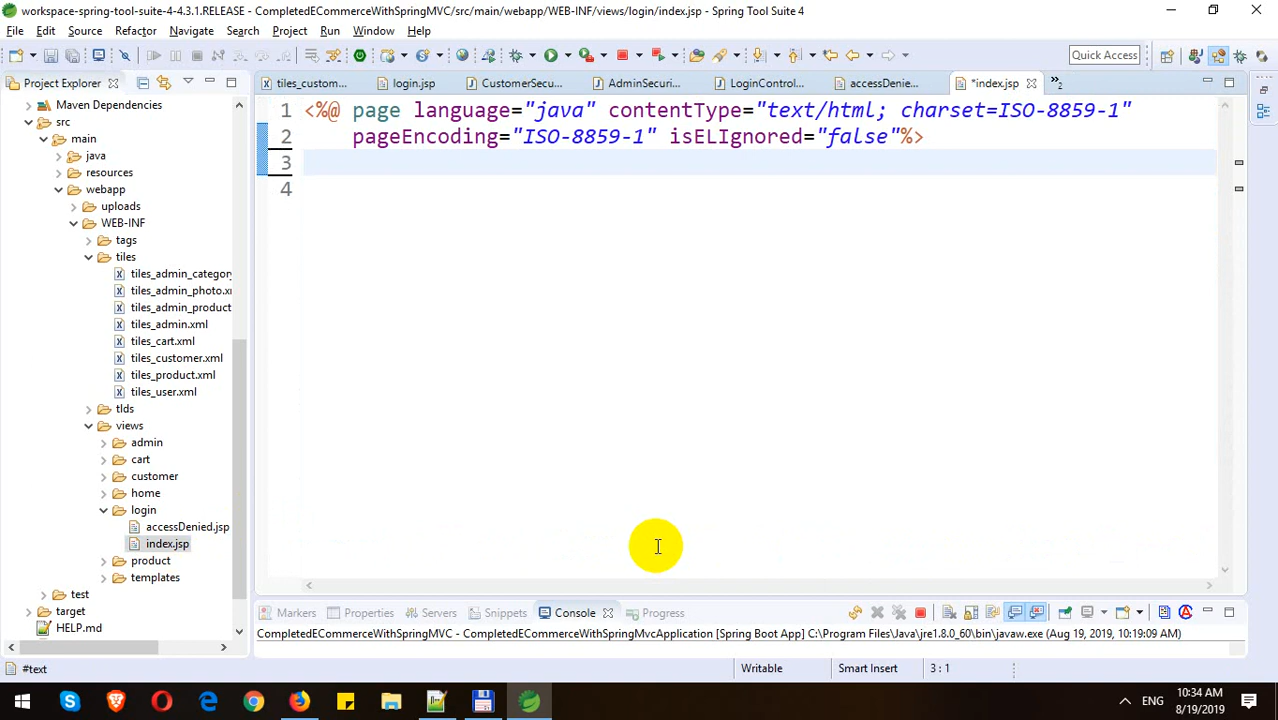 workspace-spring-tool-suite-4-4.3.1.RELEASE - CompletedECommerceWithSpringMVC/src/main/webapp/WEB-INF/views/login/index.jsp - Spring Tool Suite 4
File Edit Source Refactor Navigate Search Project Run Window Help
Quick Access
Project Explorer
tiles_custom... login.jsp CustomerSecu... AdminSecuri... LoginControl... accessDenie... *index.jsp 2
Maven Dependencies
src
main
java
resources
webapp
uploads
WEB-INF
tags
tiles
tiles_admin_category
tiles_admin_photo.xm
tiles_admin_product
tiles_admin.xml
tiles_cart.xml
tiles_customer.xml
tiles_product.xml
tiles_user.xml
tlds
views
admin
cart
customer
home
login
accessDenied.jsp
index.jsp
product
templates
test
target
HELP.md
1 <%@ page language="java" contentType="text/html; charset=ISO-8859-1"
2 pageEncoding="ISO-8859-1" isELIgnored="false"%>
3
4
Markers Properties Servers Snippets Console Progress
CompletedECommerceWithSpringMVC - CompletedECommerceWithSpringMvcApplication [Spring Boot App] C:\Program Files\Java\jre1.8.0_60\bin\javaw.exe (Aug 19, 2019, 10:19:09 AM)
#text Writable Smart Insert 3 : 1
ENG 10:34 AM
8/19/2019